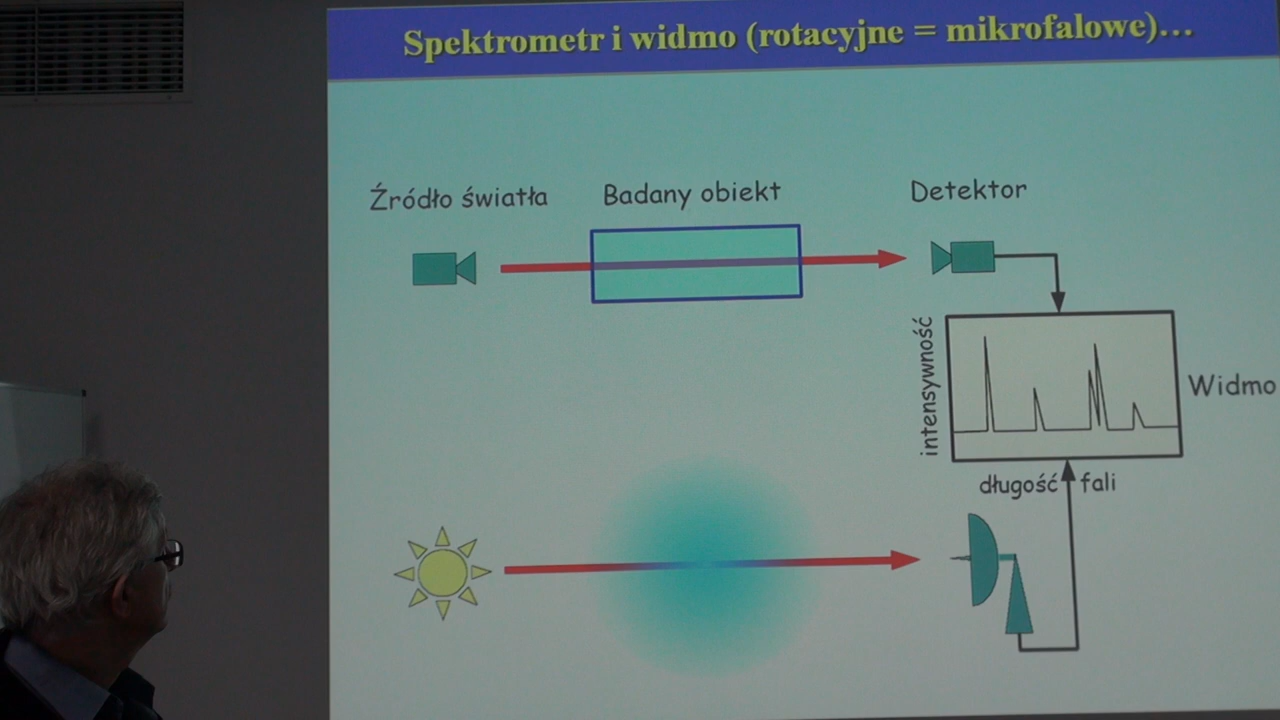 Spektrometr i widmo (rotacyjne = mikrofalowe)...
Źródło światła
Badany obiekt
Detektor
intensywność
Widmo
długość fali